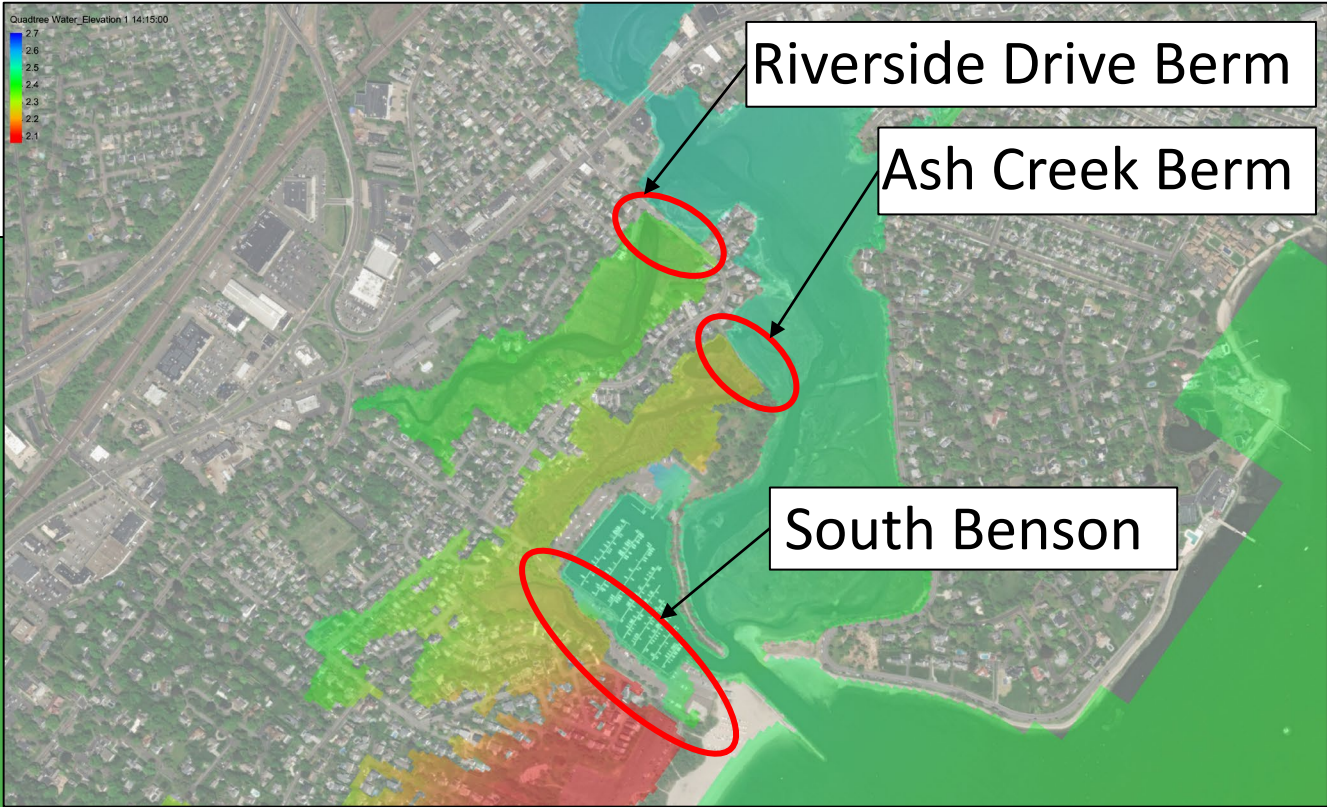 Quadtree Water_Elevation 1 14:15:00
2.7
2.6
2.5
2.4
2.3
2.2
2.1
Riverside Drive Berm
Ash Creek Berm
South Benson